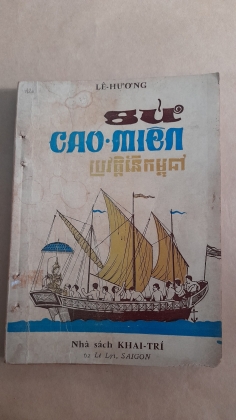 LÊ-HƯƠNG
SỬ
CAO-MIÊN
ប្រវត្តិនៃកម្ពុជា
Nhà sách KHAI-TRÍ
62 Lê Lợi, SAIGON